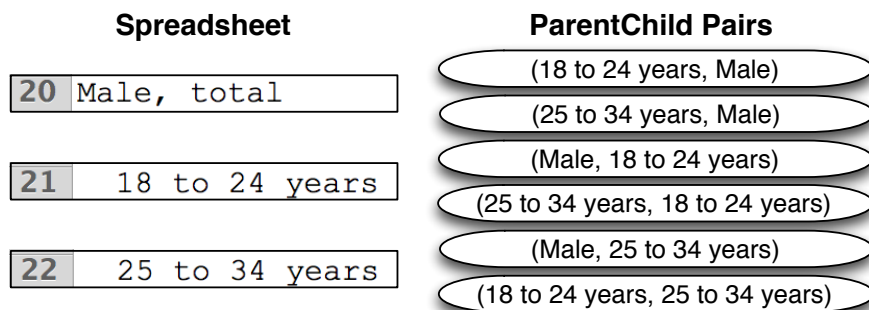 Spreadsheet
20 Male, total
21 18 to 24 years
22 25 to 34 years
ParentChild Pairs
(18 to 24 years, Male)
(25 to 34 years, Male)
(Male, 18 to 24 years)
(25 to 34 years, 18 to 24 years)
(Male, 25 to 34 years)
(18 to 24 years, 25 to 34 years)